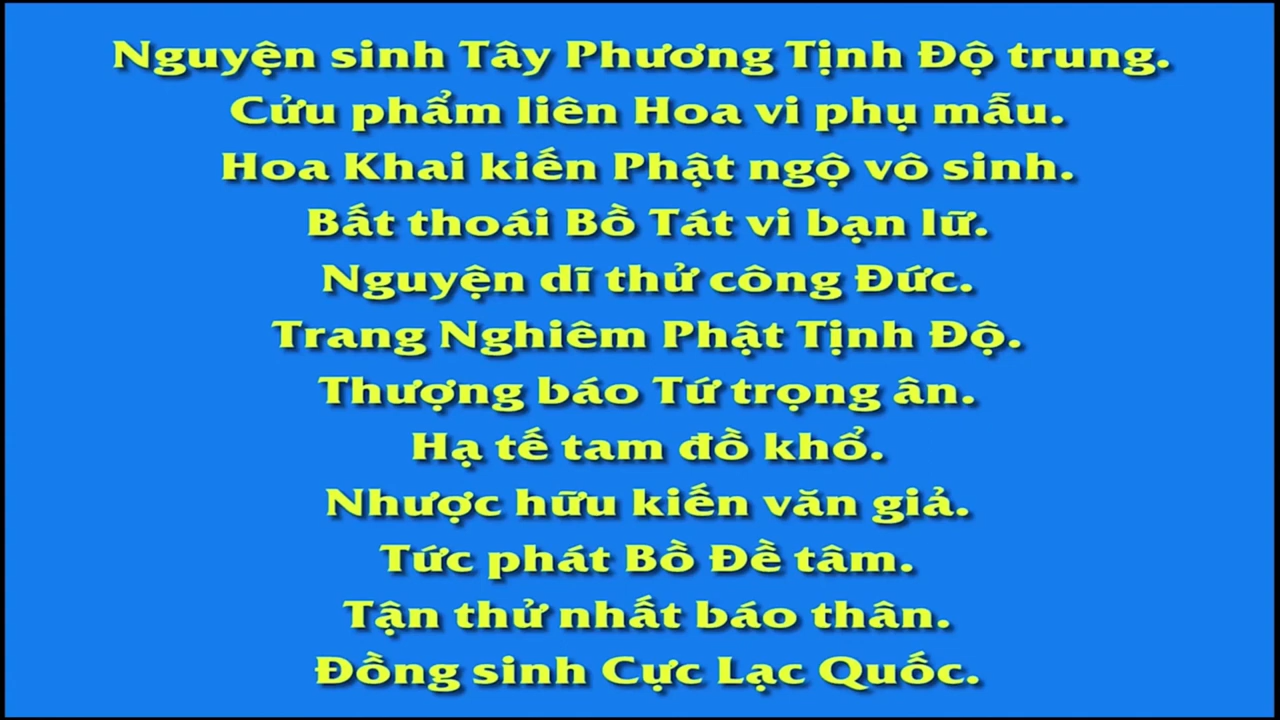 Nguyện sinh Tây Phương Tịnh Độ trung.
Cửu phẩm liên Hoa vi phụ mẫu.
Hoa Khai kiến Phật ngộ vô sinh.
Bất thoái Bồ Tát vi bạn lữ.
Nguyện dĩ thử công Đức.
Trang Nghiêm Phật Tịnh Độ.
Thượng báo Tứ trọng ân.
Hạ tế tam đồ khổ.
Nhược hữu kiến văn giả.
Tức phát Bồ Đề tâm.
Tận thử nhất báo thân.
Đồng sinh Cực Lạc Quốc.